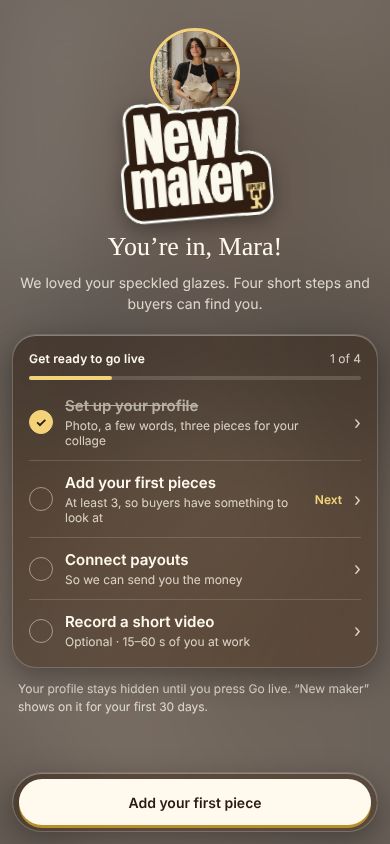 New
maker
UPLIFT
You’re in, Mara!
We loved your speckled glazes. Four short steps and
buyers can find you.
Get ready to go live
1 of 4
Set up your profile
Photo, a few words, three pieces for your
collage
Add your first pieces
At least 3, so buyers have something to
look at
Next
Connect payouts
So we can send you the money
Record a short video
Optional · 15–60 s of you at work
Your profile stays hidden until you press Go live. “New maker”
shows on it for your first 30 days.
Add your first piece